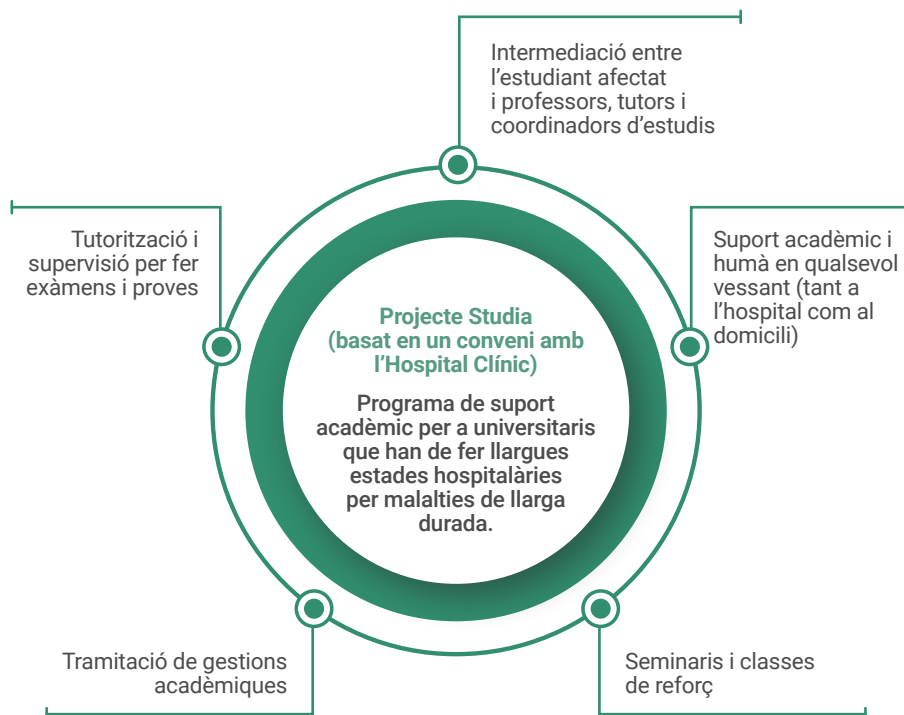 Intermediació entre
l’estudiant afectat
i professors, tutors i
coordinadors d’estudis
Tutorització i
supervisió per fer
exàmens i proves
Suport acadèmic i
humà en qualsevol
vessant (tant a
l’hospital com al
domicili)
Projecte Studia
(basat en un conveni amb
l’Hospital Clínic)
Programa de suport
acadèmic per a universitaris
que han de fer llargues
estades hospitalàries
per malalties de llarga
durada.
Tramitació de gestions
acadèmiques
Seminaris i classes
de reforç